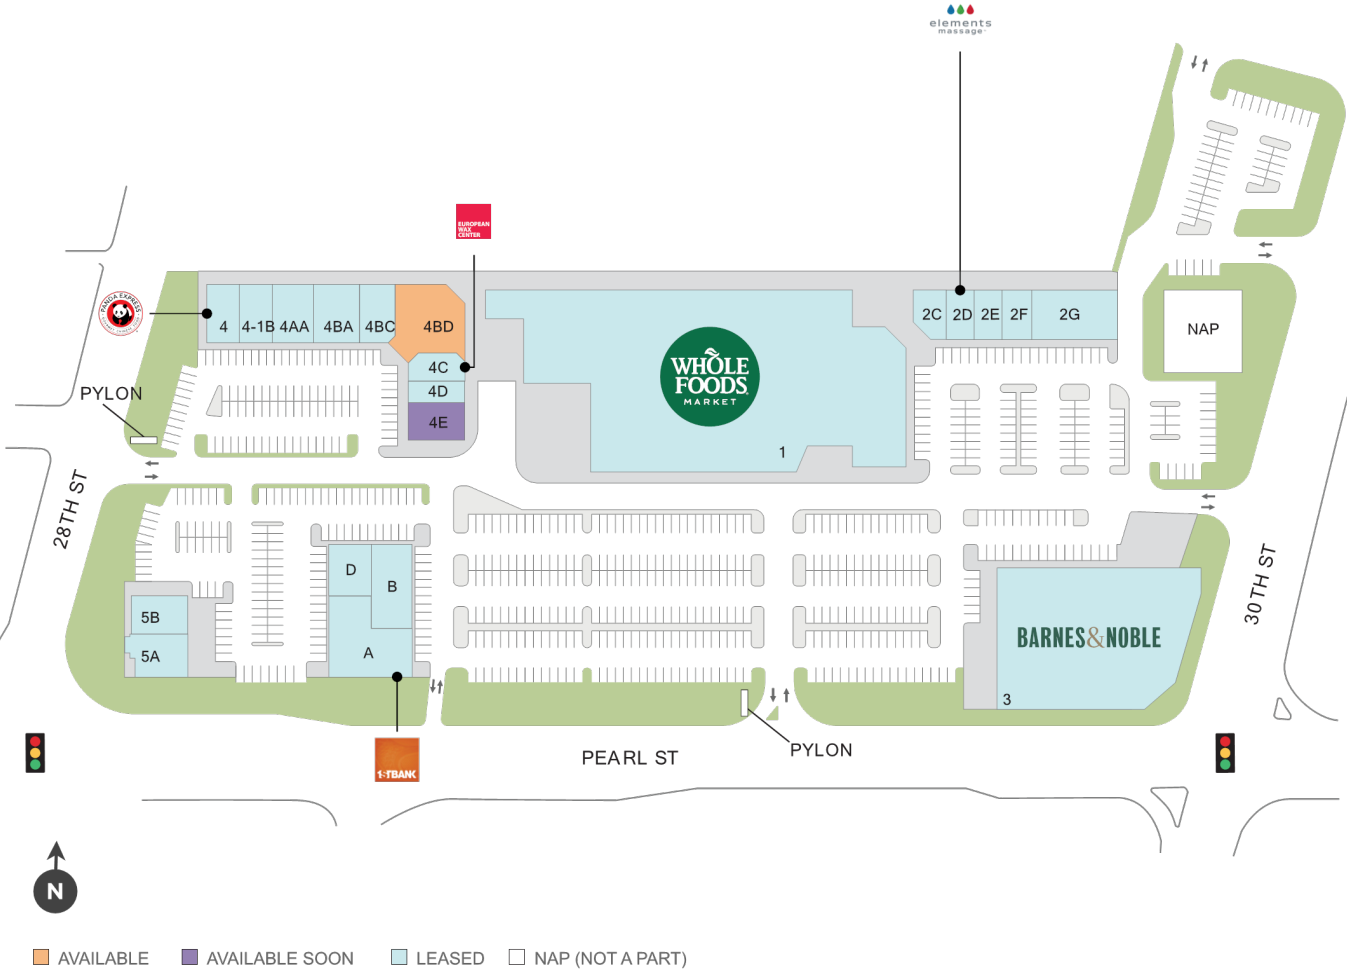 elements
massage
EUROPEAN
WAX
CENTER
PANDA EXPRESS
4
4-1B
4AA
4BA
4BC
4BD
4C
4D
4E
WHOLE
FOODS
MARKET
1
2C
2D
2E
2F
2G
NAP
PYLON
28TH ST
30TH ST
D
B
A
5B
5A
BARNES&NOBLE
3
1STBANK
PEARL ST
PYLON
N
AVAILABLE
AVAILABLE SOON
LEASED
NAP (NOT A PART)